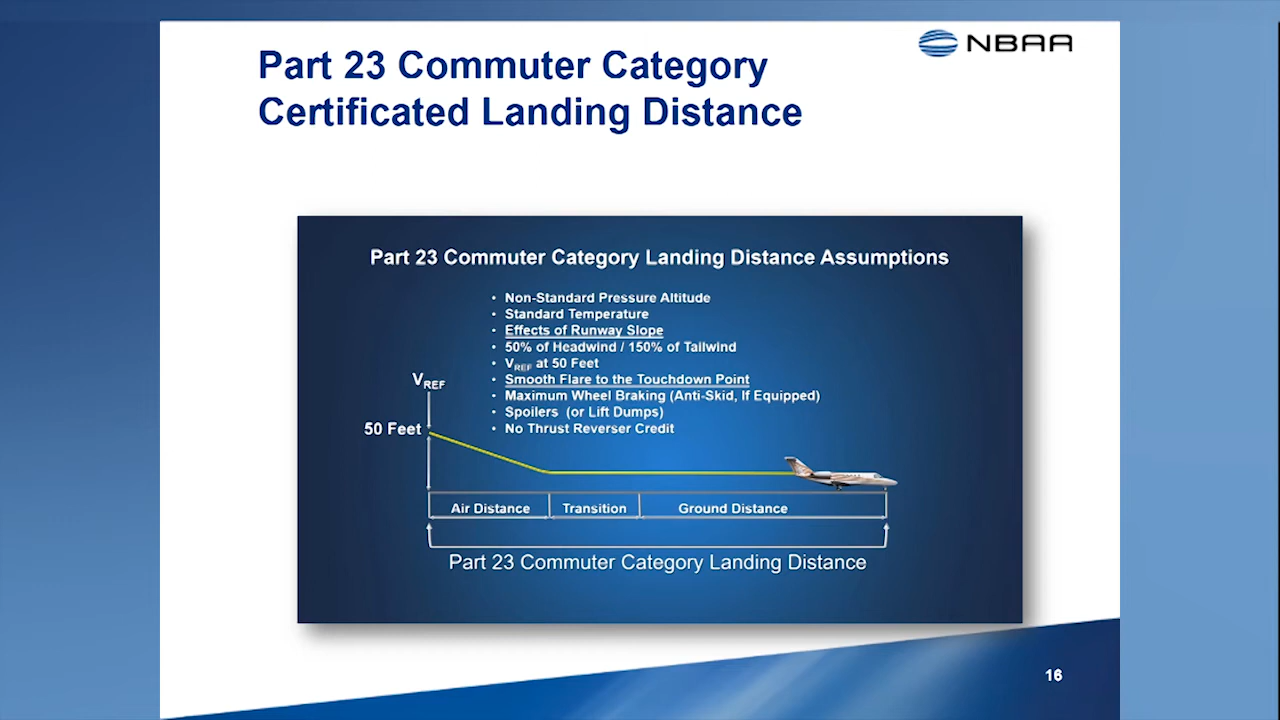 NBAA
Part 23 Commuter Category
Certificated Landing Distance
Part 23 Commuter Category Landing Distance Assumptions
• Non-Standard Pressure Altitude
• Standard Temperature
• Effects of Runway Slope
• 50% of Headwind / 150% of Tailwind
• VREF at 50 Feet
• Smooth Flare to the Touchdown Point
• Maximum Wheel Braking (Anti-Skid, If Equipped)
• Spoilers (or Lift Dumps)
• No Thrust Reverser Credit
VREF
50 Feet
Air Distance
Transition
Ground Distance
Part 23 Commuter Category Landing Distance
16